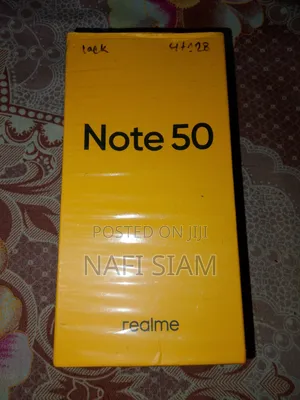 4+128
Note 50
POSTED ON JIJI
NAFI SIAM
realme